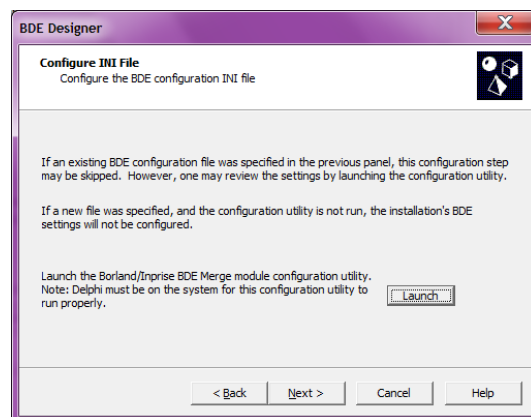 BDE Designer
X
Configure INI File
Configure the BDE configuration INI file
If an existing BDE configuration file was specified in the previous panel, this configuration step
may be skipped. However, one may review the settings by launching the configuration utility.
If a new file was specified, and the configuration utility is not run, the installation's BDE
settings will not be configured.
Launch the Borland/Inprise BDE Merge module configuration utility.
Note: Delphi must be on the system for this configuration utility to
run properly.
Launch
< Back
Next >
Cancel
Help